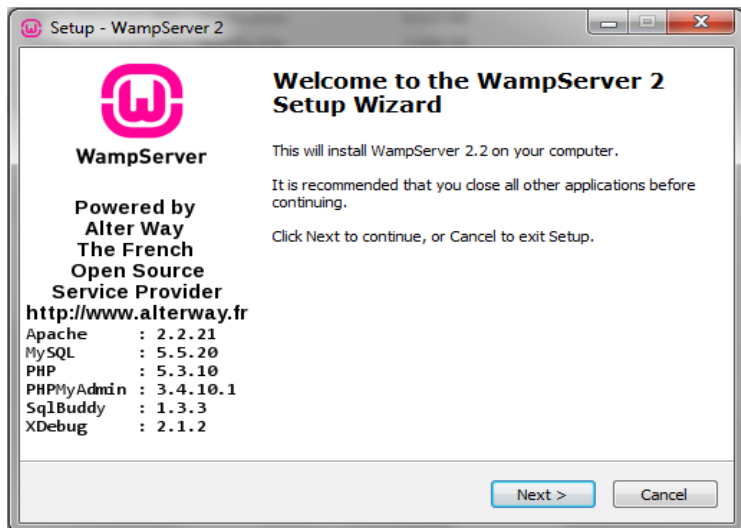 Setup - WampServer 2
WampServer
Powered by
Alter Way
The French
Open Source
Service Provider
http://www.alterway.fr
Apache : 2.2.21
MySQL : 5.5.20
PHP : 5.3.10
PHPMyAdmin : 3.4.10.1
SqlBuddy : 1.3.3
XDebug : 2.1.2
Welcome to the WampServer 2
Setup Wizard
This will install WampServer 2.2 on your computer.
It is recommended that you close all other applications before
continuing.
Click Next to continue, or Cancel to exit Setup.
Next >
Cancel